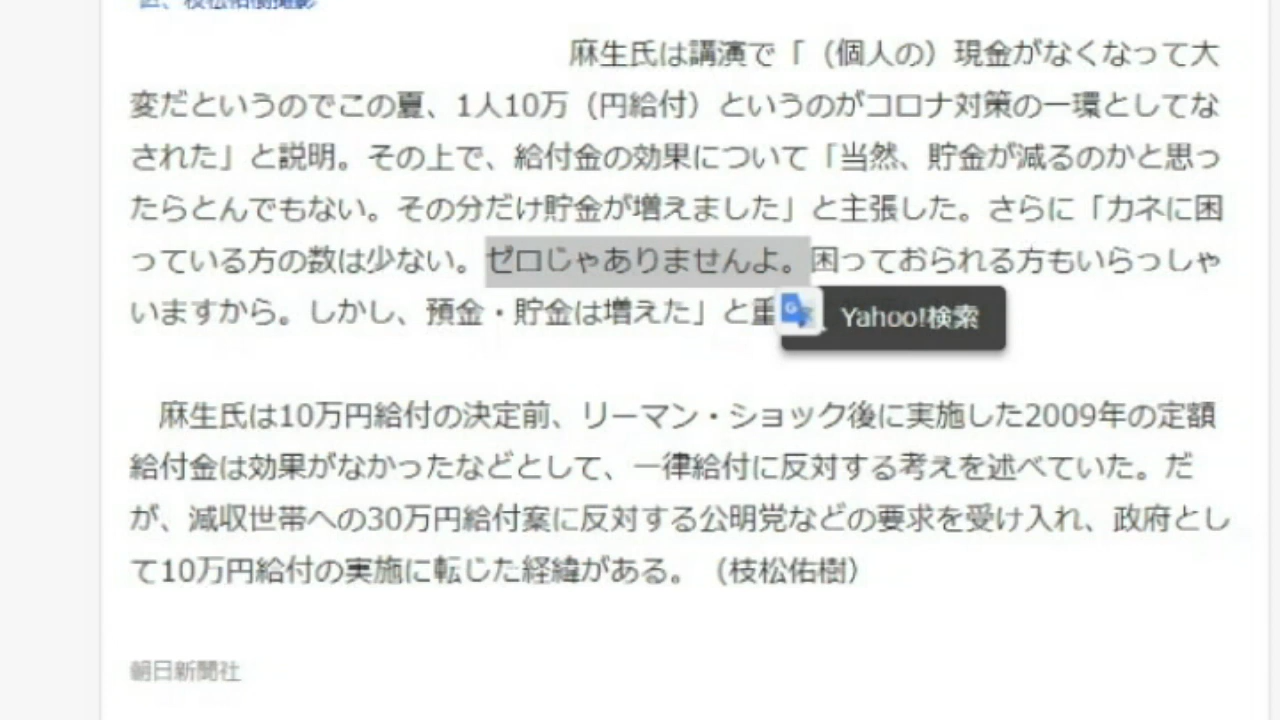 枝松佑樹撮影
麻生氏は講演で「（個人の）現金がなくなって大
変だというのでこの夏、1人10万（円給付）というのがコロナ対策の一環としてな
された」と説明。その上で、給付金の効果について「当然、貯金が減るのかと思っ
たらとんでもない。その分だけ貯金が増えました」と主張した。さらに「カネに困
っている方の数は少ない。ゼロじゃありませんよ。困っておられる方もいらっしゃ
いますから。しかし、預金・貯金は増えた」と重
Yahoo!検索
麻生氏は10万円給付の決定前、リーマン・ショック後に実施した2009年の定額
給付金は効果がなかったなどとして、一律給付に反対する考えを述べていた。だ
が、減収世帯への30万円給付案に反対する公明党などの要求を受け入れ、政府とし
て10万円給付の実施に転じた経緯がある。（枝松佑樹）
朝日新聞社